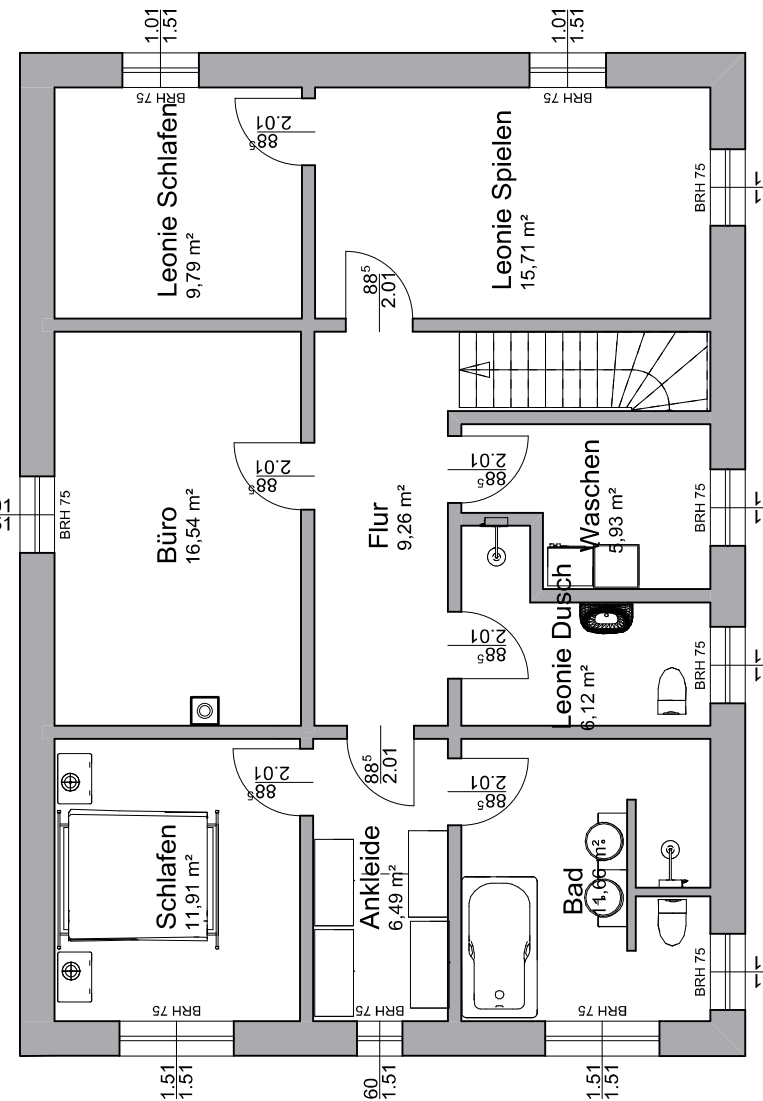 1.01
1.51
1.01
1.51
BRH 75
BRH 75
2.01
88⁵
Leonie Schlafen
9,79 m²
Leonie Spielen
15,71 m²
BRH 75
88⁵
2.01
2.01
88⁵
2.01
88⁵
Waschen
5,93 m²
BRH 75
Büro
16,54 m²
Flur
9,26 m²
BRH 75
2.01
88⁵
Leonie Dusch
6,12 m²
BRH 75
2.01
88⁵
88⁵
2.01
2.01
88⁵
Schlafen
11,91 m²
Ankleide
6,49 m²
Bad
BRH 75
BRH 75
BRH 75
BRH 75
1.51
1.51
60
1.51
1.51
1.51